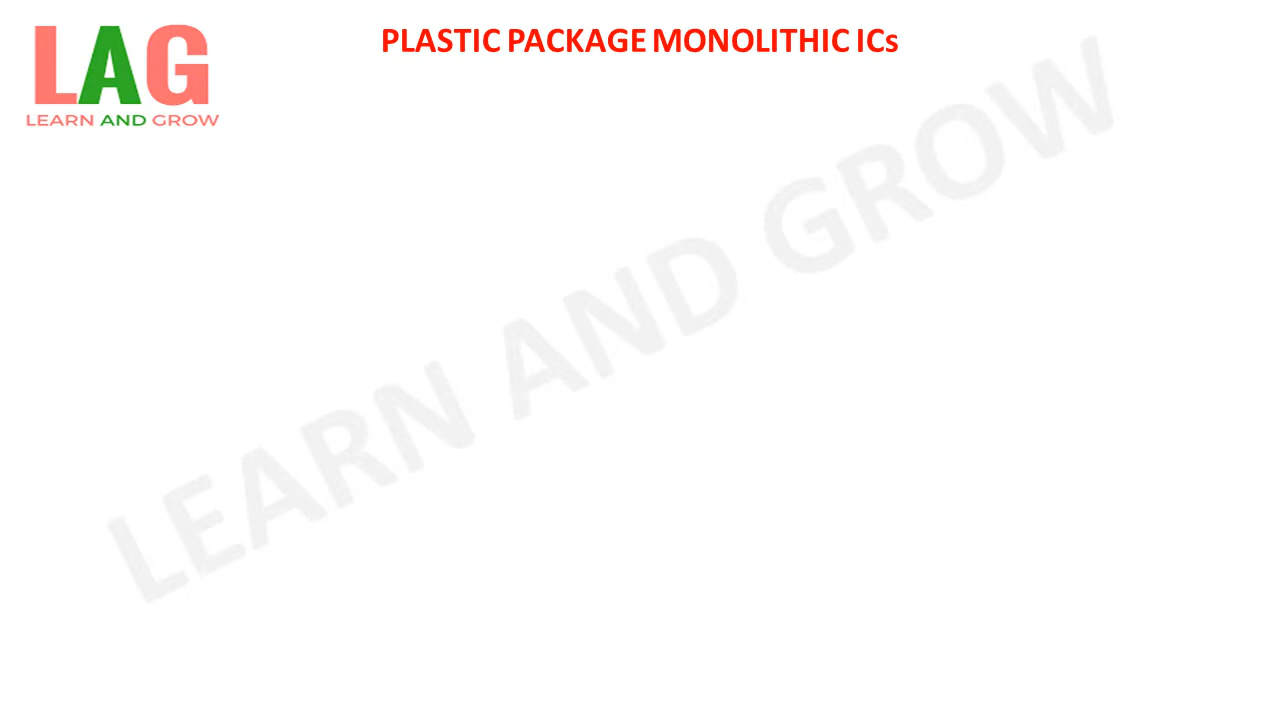 LAG
LEARN AND GROW
PLASTIC PACKAGE MONOLITHIC ICs
LEARN AND GROW